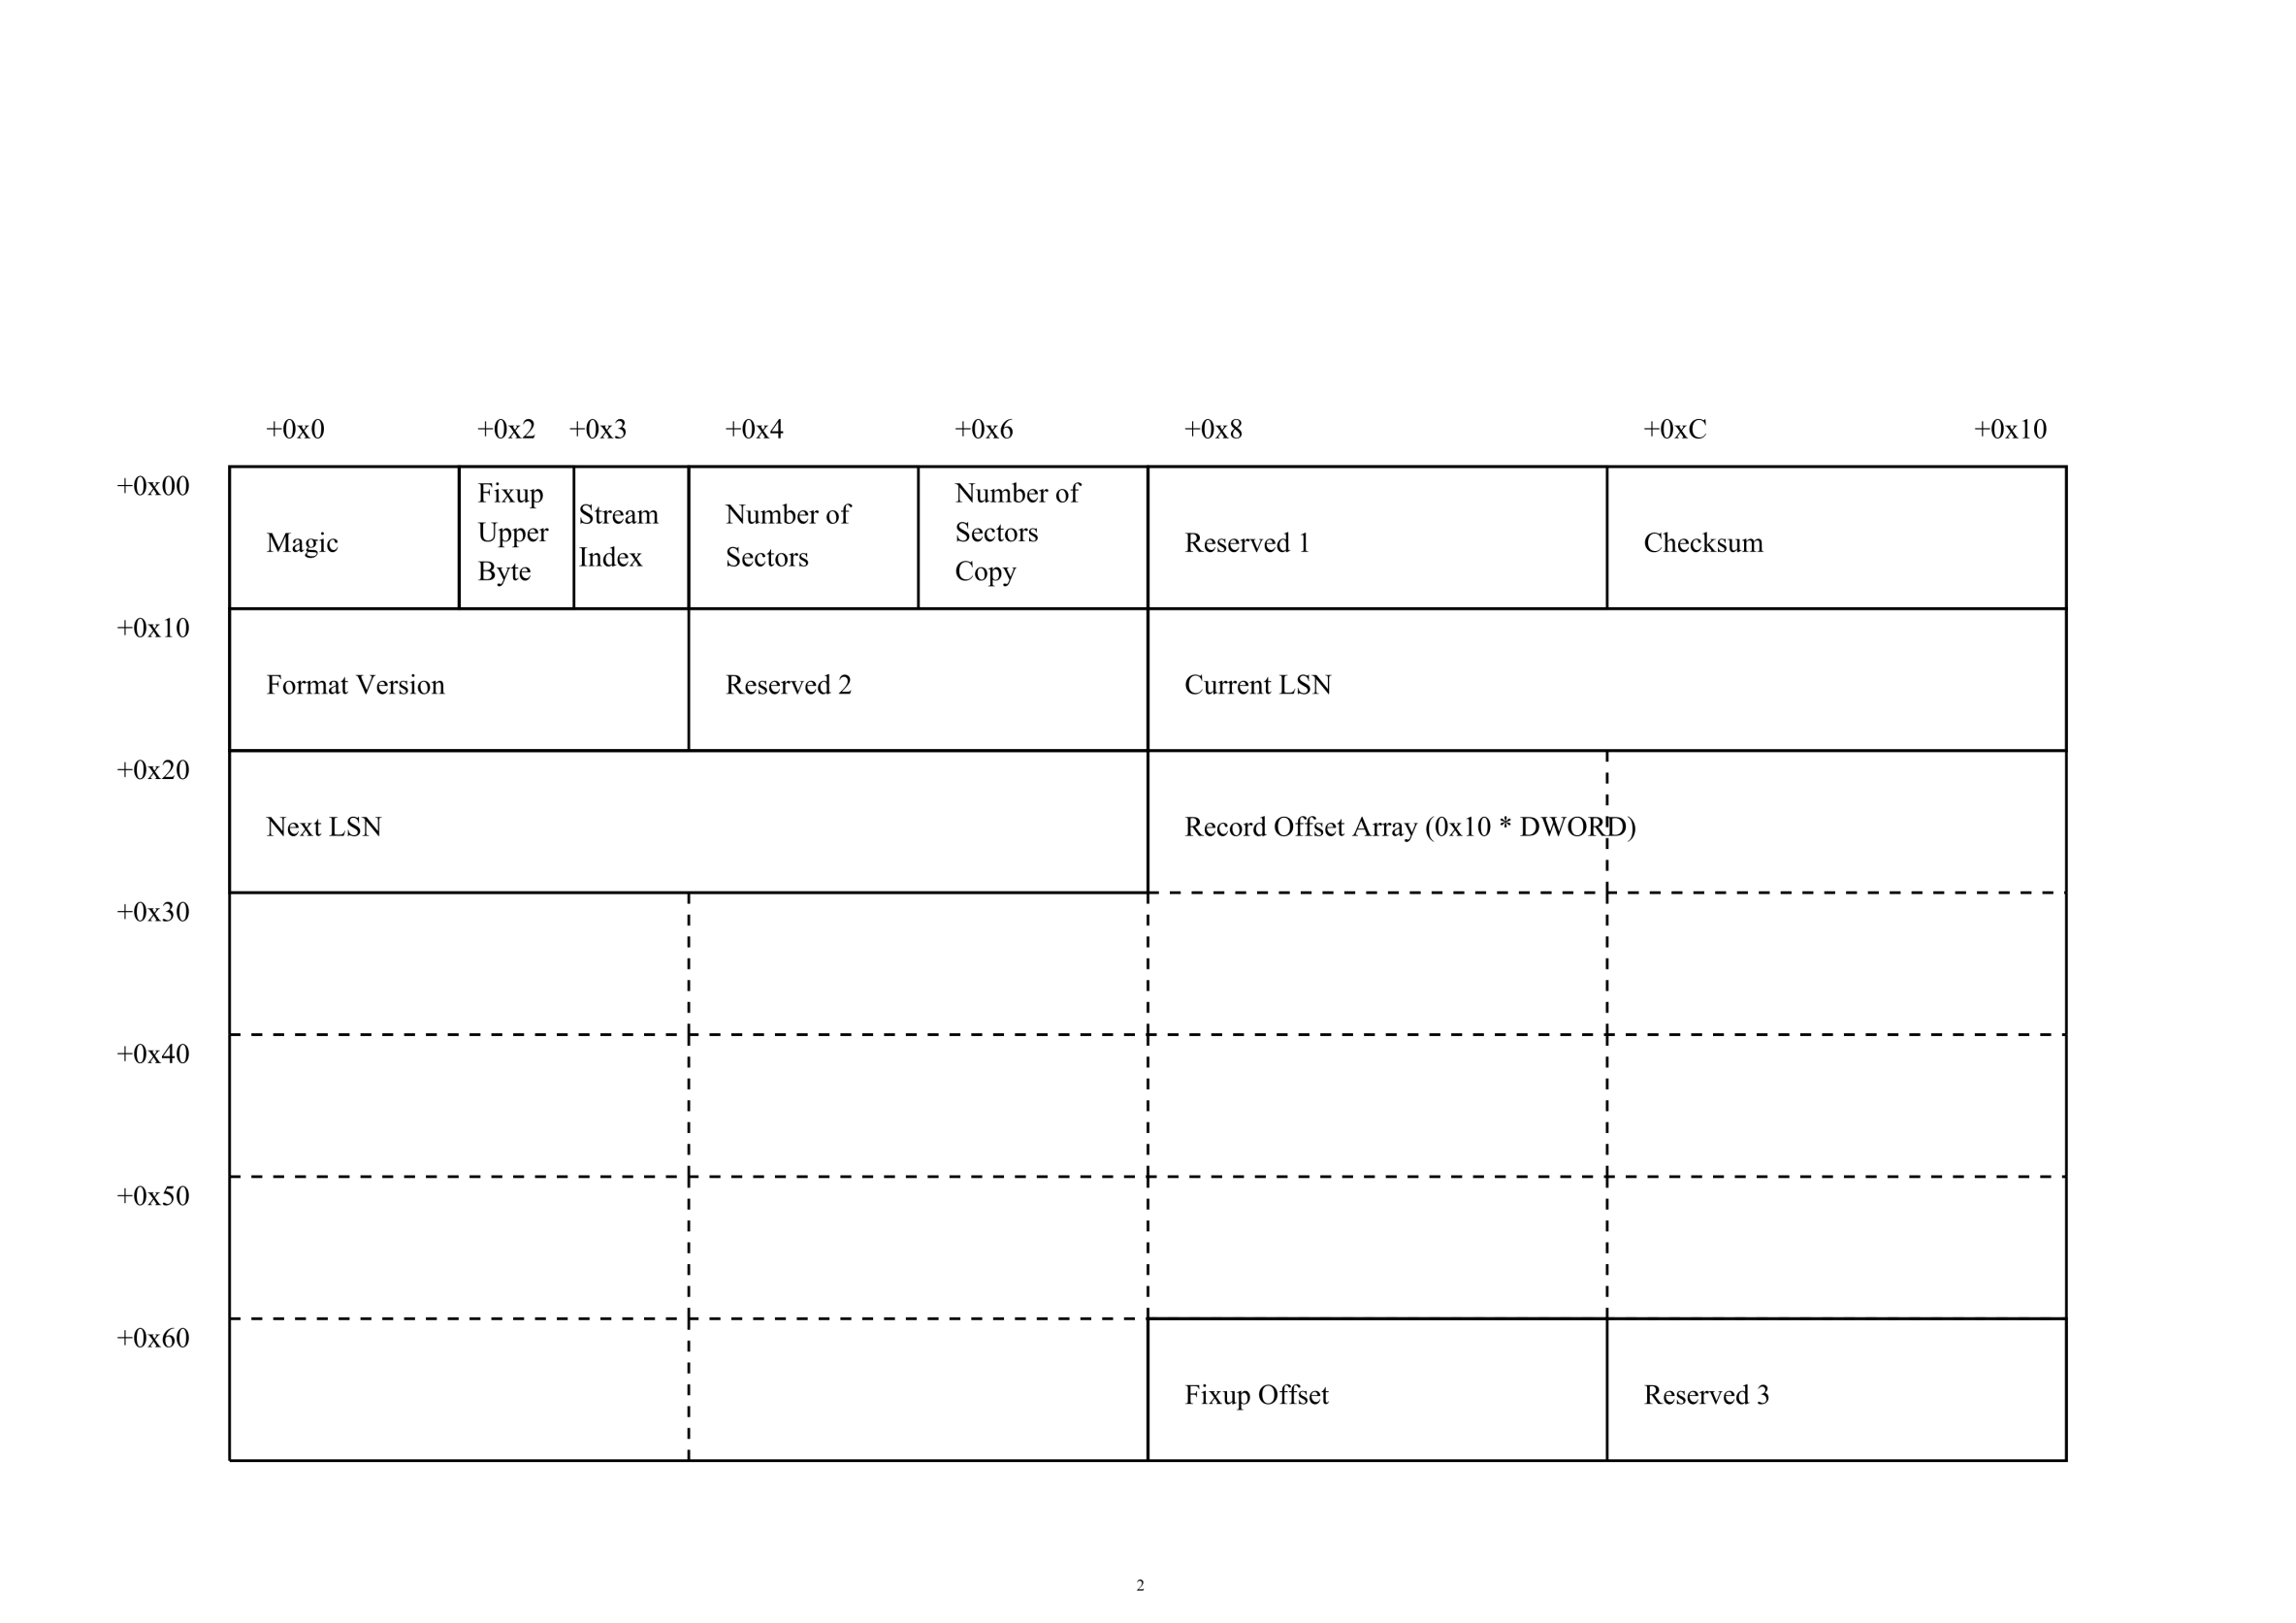 +0x0 +0x2 +0x3 +0x4 +0x6 +0x8 +0xC +0x10
+0x00
Magic
Fixup
Upper
Byte
Stream
Index
Number of
Sectors
Number of
Sectors
Copy
Reserved 1
Checksum
+0x10
Format Version
Reserved 2
Current LSN
+0x20
Next LSN
Record Offset Array (0x10 * DWORD)
+0x30
+0x40
+0x50
+0x60
Fixup Offset
Reserved 3
2